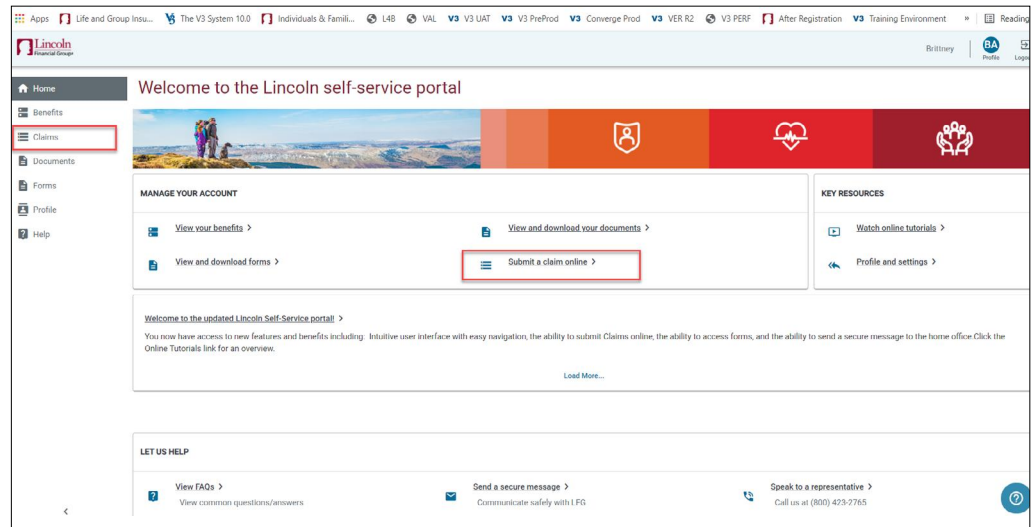 Apps Life and Group Insu... The V3 System 10.0 Individuals & Famili... L4B VAL V3 V3 UAT V3 V3 PreProd V3 Converge Prod V3 VER R2 V3 PERF After Registration V3 Training Environment » Reading
Lincoln
Financial Group®
Brittney
BA
Profile
Logou
Home
Benefits
Claims
Documents
Forms
Profile
Help
Welcome to the Lincoln self-service portal
MANAGE YOUR ACCOUNT
View your benefits >
View and download your documents >
View and download forms >
Submit a claim online >
KEY RESOURCES
Watch online tutorials >
Profile and settings >
Welcome to the updated Lincoln Self-Service portal! >
You now have access to new features and benefits including: Intuitive user interface with easy navigation, the ability to submit Claims online, the ability to access forms, and the ability to send a secure message to the home office.Click the
Online Tutorials link for an overview.
Load More...
LET US HELP
View FAQs >
View common questions/answers
Send a secure message >
Communicate safely with LFG
Speak to a representative >
Call us at (800) 423-2765
?
<